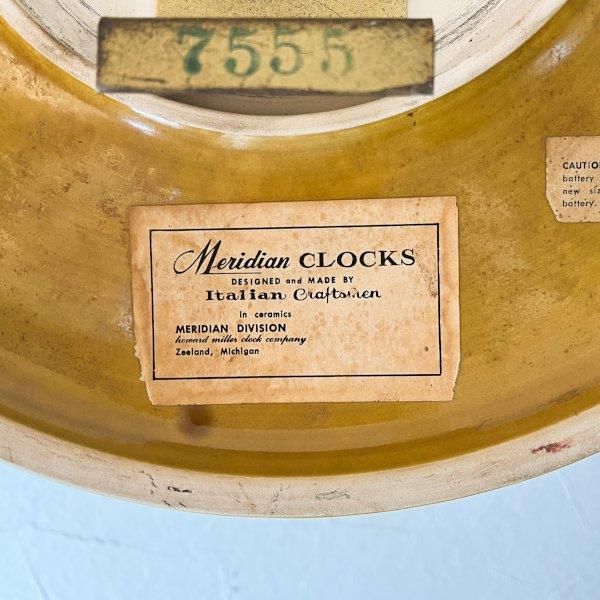 7555
Meridian CLOCKS
DESIGNED and MADE BY
Italian Craftsmen
in ceramics
MERIDIAN DIVISION
howard miller clock company
Zeeland, Michigan
CAUTIO
battery
new siz
battery.